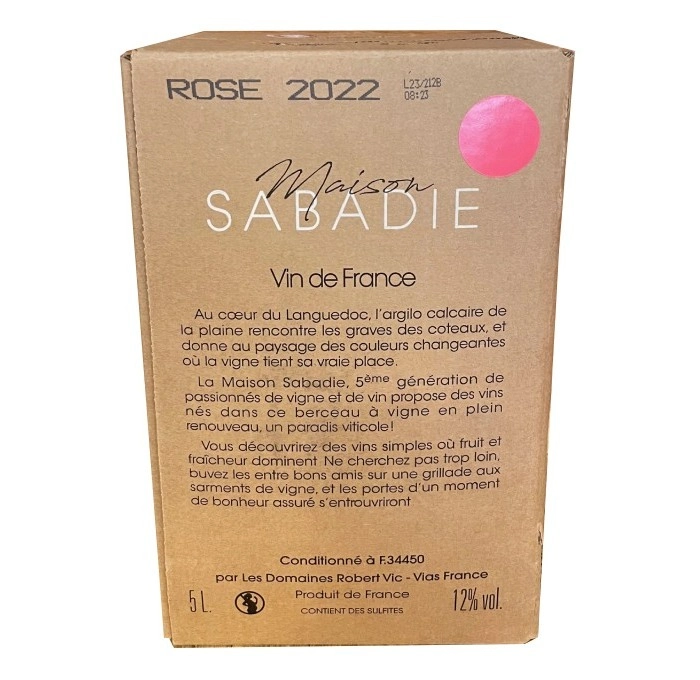 ROSE 2022
L23/212B
08:23
Maison
SABADIE
Vin de France
Au cœur du Languedoc, l'argilo calcaire de
la plaine rencontre les graves des coteaux, et
donne au paysage des couleurs changeantes
où la vigne tient sa vraie place.
La Maison Sabadie, 5ème génération de
passionnés de vigne et de vin propose des vins
nés dans ce berceau à vigne en plein
renouveau, un paradis viticole!
Vous découvrirez des vins simples où fruit et
fraîcheur dominent. Ne cherchez pas trop loin,
buvez les entre bons amis sur une grillade aux
sarments de vigne, et les portes d'un moment
de bonheur assuré s'entrouvriront
Conditionné à F.34450
par Les Domaines Robert Vic - Vias France
5 L.
Produit de France
CONTIENT DES SULFITES
12% vol.